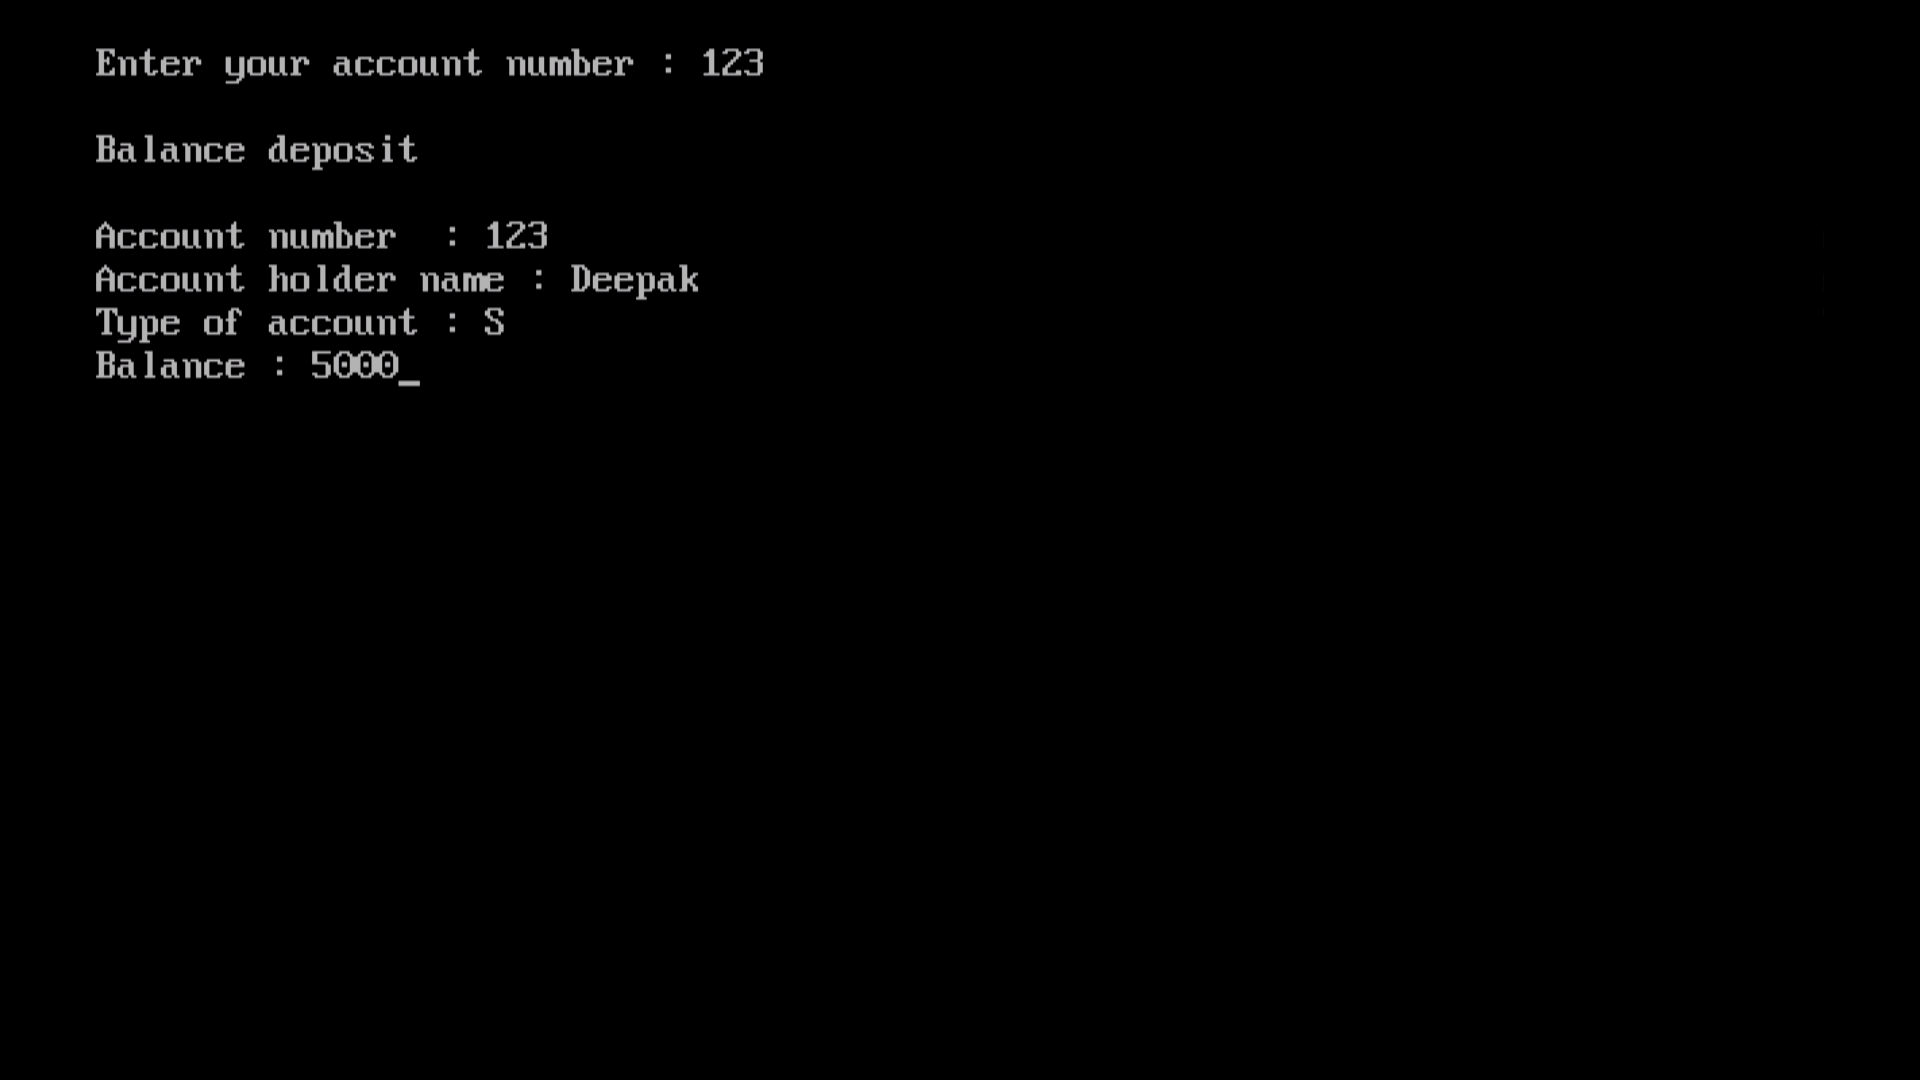 Enter your account number : 123
Balance deposit
Account number  : 123
Account holder name : Deepak
Type of account : S
Balance : 5000_